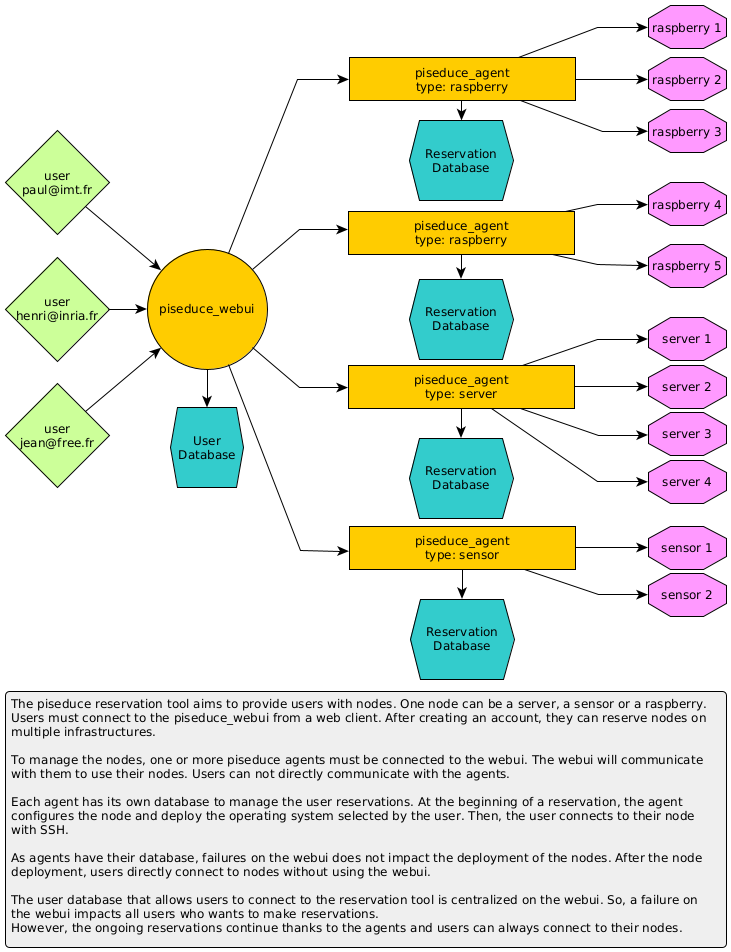 user
paul@imt.fr
user
henri@inria.fr
user
jean@free.fr
piseduce_webui
User
Database
piseduce_agent
type: raspberry
Reservation
Database
raspberry 1
raspberry 2
raspberry 3
piseduce_agent
type: raspberry
Reservation
Database
raspberry 4
raspberry 5
piseduce_agent
type: server
Reservation
Database
server 1
server 2
server 3
server 4
piseduce_agent
type: sensor
Reservation
Database
sensor 1
sensor 2
The piseduce reservation tool aims to provide users with nodes. One node can be a server, a sensor or a raspberry.
Users must connect to the piseduce_webui from a web client. After creating an account, they can reserve nodes on
multiple infrastructures.
To manage the nodes, one or more piseduce agents must be connected to the webui. The webui will communicate
with them to use their nodes. Users can not directly communicate with the agents.
Each agent has its own database to manage the user reservations. At the beginning of a reservation, the agent
configures the node and deploy the operating system selected by the user. Then, the user connects to their node
with SSH.
As agents have their database, failures on the webui does not impact the deployment of the nodes. After the node
deployment, users directly connect to nodes without using the webui.
The user database that allows users to connect to the reservation tool is centralized on the webui. So, a failure on
the webui impacts all users who wants to make reservations.
However, the ongoing reservations continue thanks to the agents and users can always connect to their nodes.